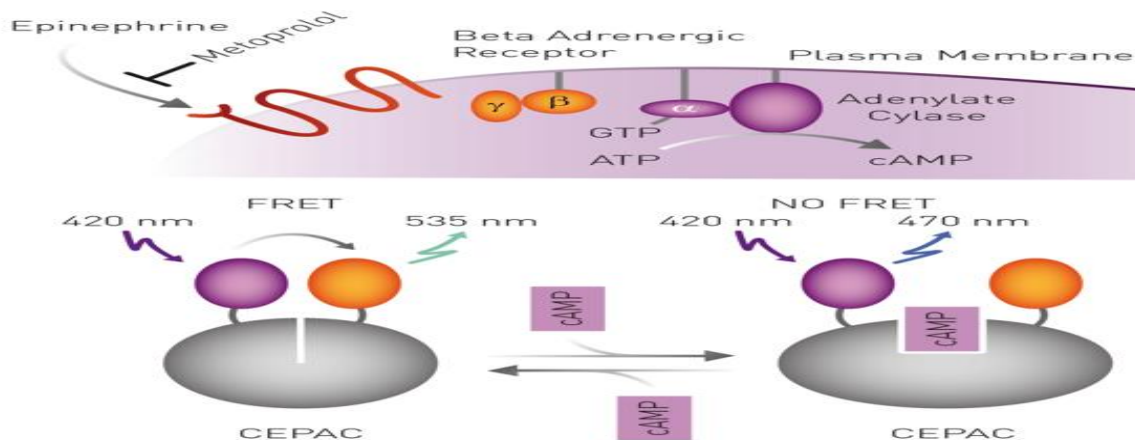 Epinephrine
Metoprolol
Beta Adrenergic
Receptor
Plasma Membrane
γ
β
α
Adenylate
Cylase
GTP
ATP
cAMP
FRET
NO FRET
420 nm
535 nm
420 nm
470 nm
cAMP
cAMP
cAMP
CEPAC
CEPAC